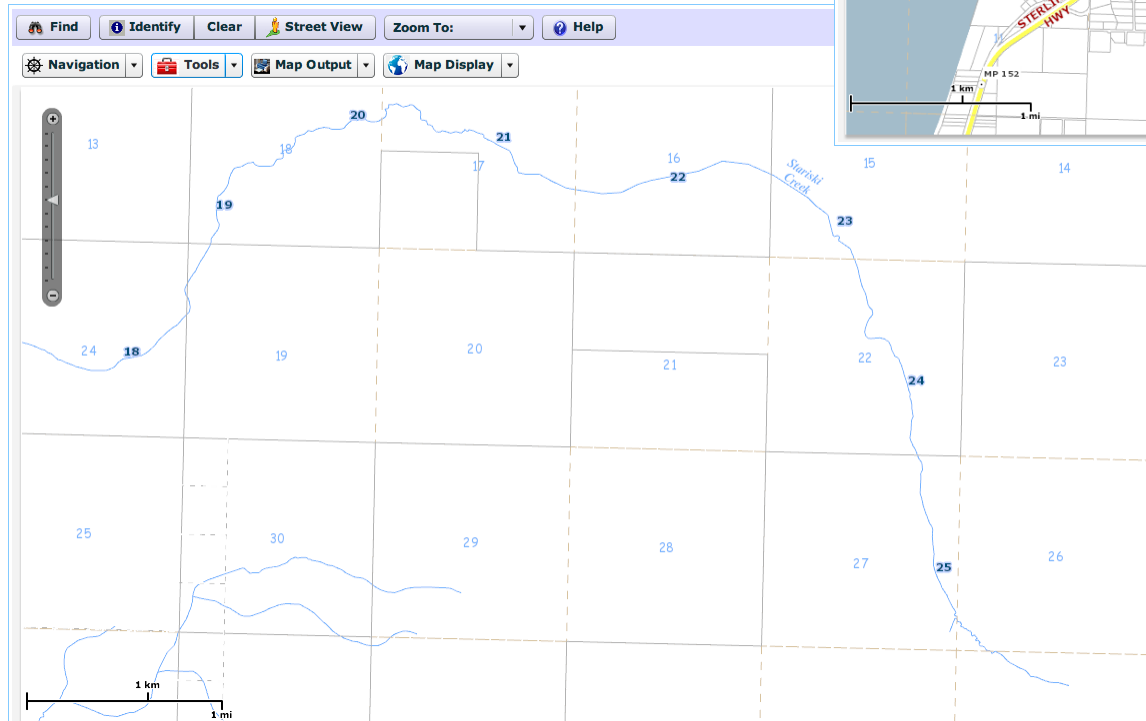 Find
Identify
Clear
Street View
Zoom To:
Help
Navigation
Tools
Map Output
Map Display
HWY
MP 152
1 km
1 mi
20
13
18
21
17
16
22
Stariski
Creek
15
14
19
23
18
24
19
20
21
22
23
24
25
30
29
28
27
26
25
1 km
1 mi